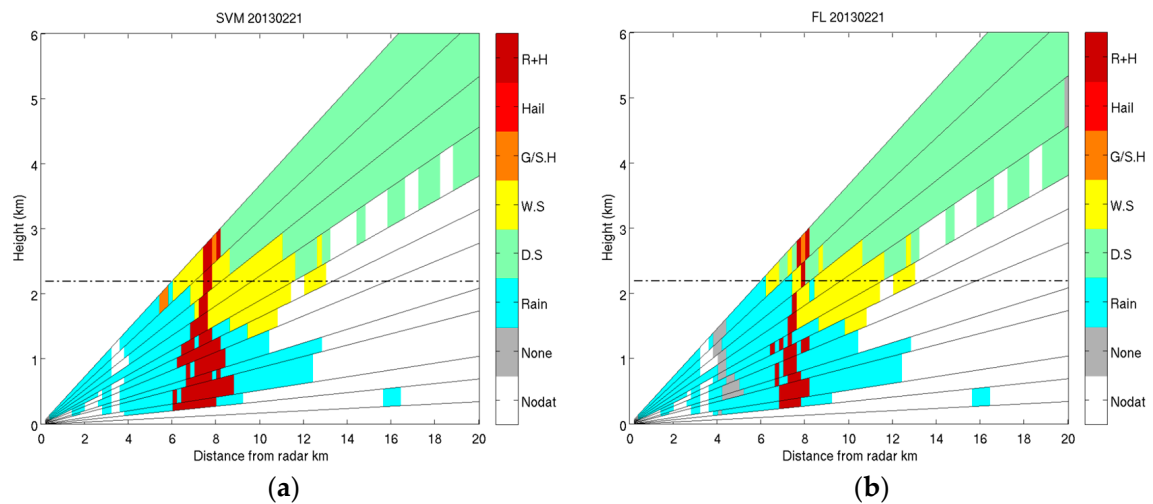 SVM 20130221
6
5
4
3
2
1
0
Height (km)
0 2 4 6 8 10 12 14 16 18 20
Distance from radar km
R+H
Hail
G/S.H
W.S
D.S
Rain
None
Nodat
(a)
FL 20130221
6
5
4
3
2
1
0
Height (km)
0 2 4 6 8 10 12 14 16 18 20
Distance from radar km
R+H
Hail
G/S.H
W.S
D.S
Rain
None
Nodat
(b)